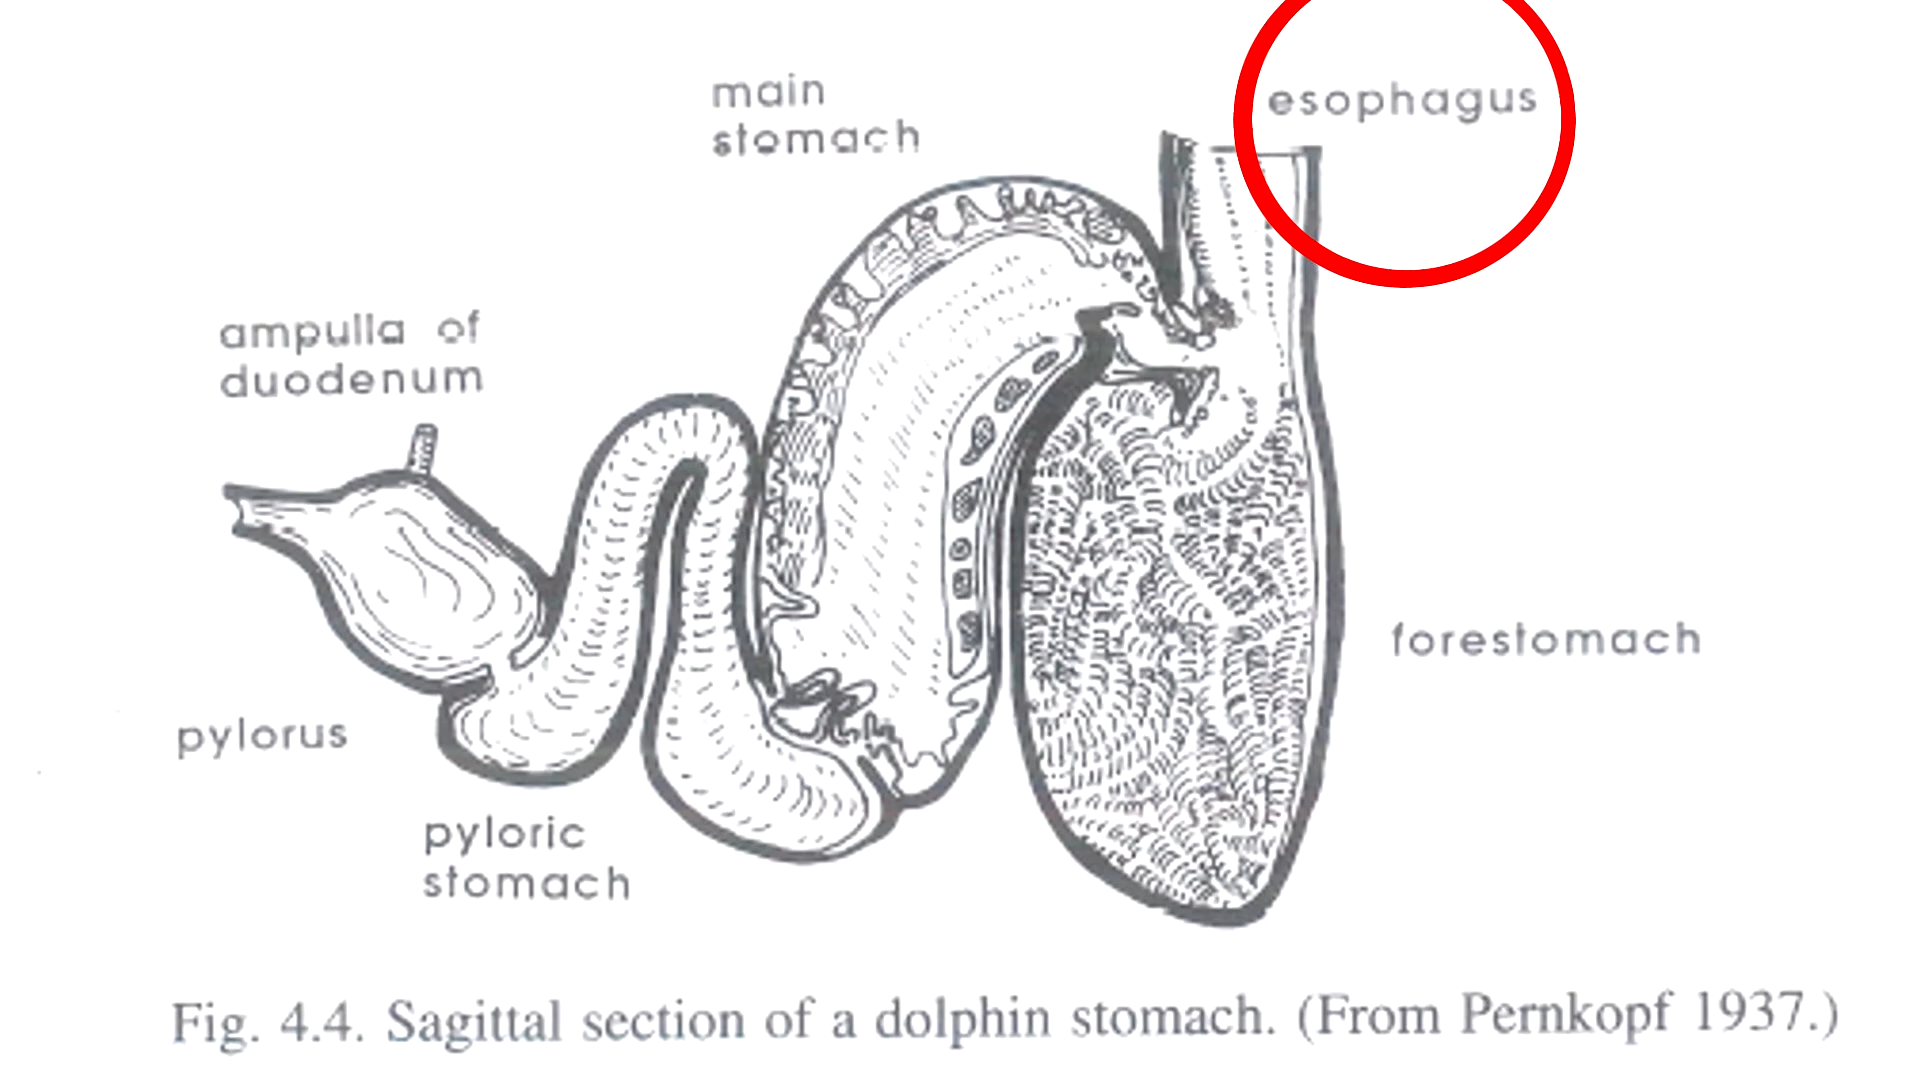 main
stomach
esophagus
ampulla of
duodenum
forestomach
pylorus
pyloric
stomach
Fig. 4.4. Sagittal section of a dolphin stomach. (From Pernkopf 1937.)